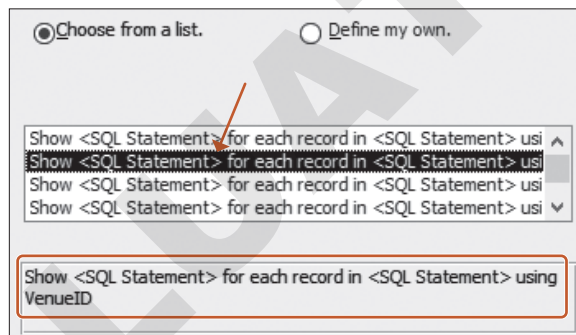 Choose from a list. Define my own.
Show <SQL Statement> for each record in <SQL Statement> usi
Show <SQL Statement> for each record in <SQL Statement> usi
Show <SQL Statement> for each record in <SQL Statement> usi
Show <SQL Statement> for each record in <SQL Statement> usi
Show <SQL Statement> for each record in <SQL Statement> using
VenueID